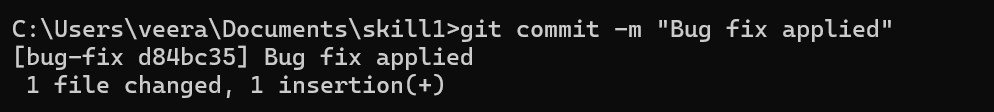 C:\Users\veera\Documents\skill1>git commit -m "Bug fix applied"
[bug-fix d84bc35] Bug fix applied
 1 file changed, 1 insertion(+)